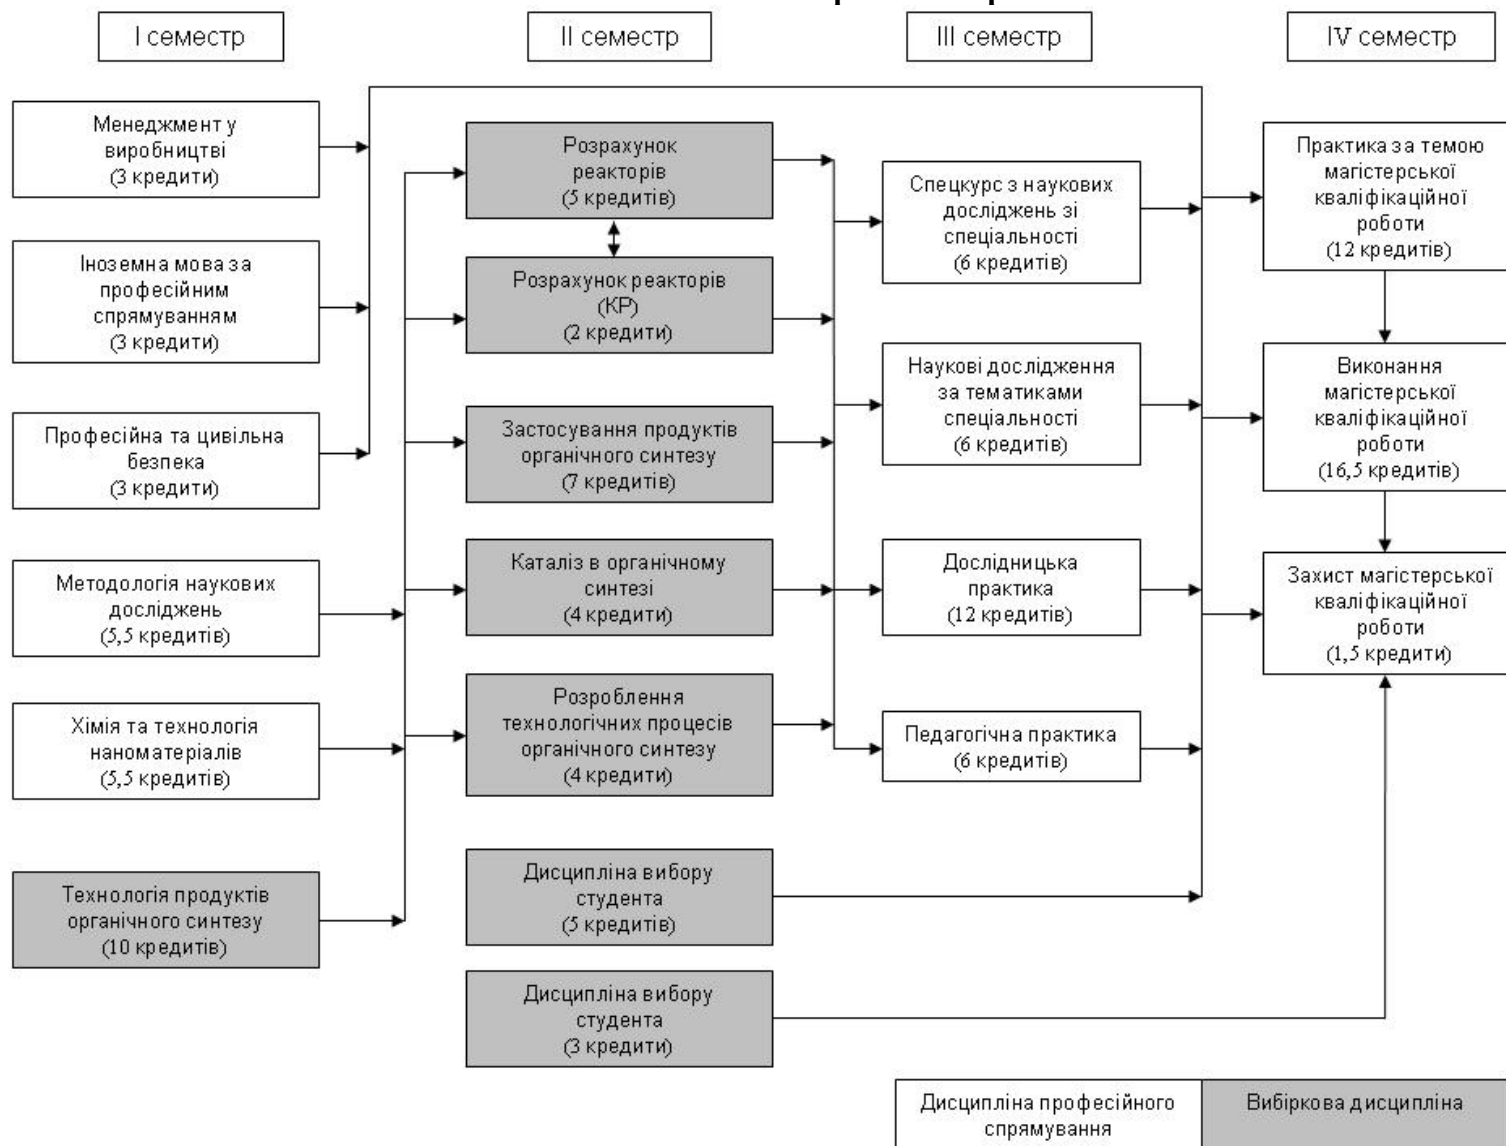 I семестр
II семестр
III семестр
IV семестр
Менеджмент у
виробництві
(3 кредити)
Іноземна мова за
професійним
спрямуванням
(3 кредити)
Професійна та цивільна
безпека
(3 кредити)
Методологія наукових
досліджень
(5,5 кредитів)
Хімія та технологія
наноматеріалів
(5,5 кредитів)
Технологія продуктів
органічного синтезу
(10 кредитів)
Розрахунок
реакторів
(5 кредитів)
Розрахунок реакторів
(КР)
(2 кредити)
Застосування продуктів
органічного синтезу
(7 кредитів)
Каталіз в органічному
синтезі
(4 кредити)
Розроблення
технологічних процесів
органічного синтезу
(4 кредити)
Дисципліна вибору
студента
(5 кредитів)
Дисципліна вибору
студента
(3 кредити)
Спецкурс з наукових
досліджень зі
спеціальності
(6 кредитів)
Наукові дослідження
за тематиками
спеціальності
(6 кредитів)
Дослідницька
практика
(12 кредитів)
Педагогічна практика
(6 кредитів)
Практика за темою
магістерської
кваліфікаційної
роботи
(12 кредитів)
Виконання
магістерської
кваліфікаційної
роботи
(16,5 кредитів)
Захист магістерської
кваліфікаційної
роботи
(1,5 кредити)
Дисципліна професійного
спрямування
Вибіркова дисципліна